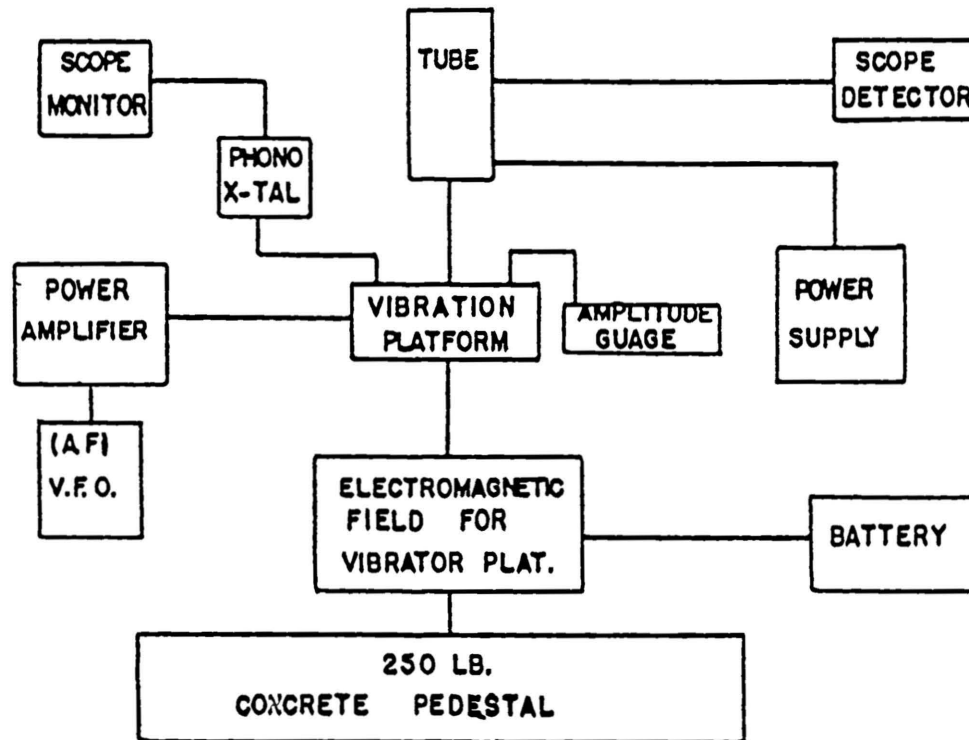 SCOPE
MONITOR
TUBE
SCOPE
DETECTOR
PHONO
X-TAL
POWER
AMPLIFIER
VIBRATION
PLATFORM
AMPLITUDE
GUAGE
POWER
SUPPLY
(A.F)
V.F.O.
ELECTROMAGNETIC
FIELD FOR
VIBRATOR PLAT.
BATTERY
250 LB.
CONCRETE PEDESTAL